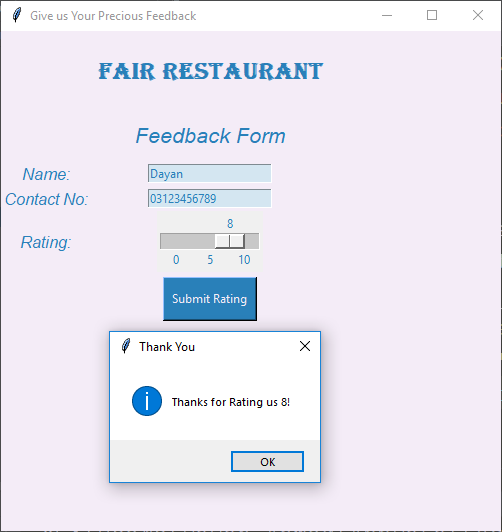 Give us Your Precious Feedback
FAIR RESTAURANT
Feedback Form
Name: Dayan
Contact No: 03123456789
8
Rating:
0 5 10
Submit Rating
Thank You
Thanks for Rating us 8!
OK